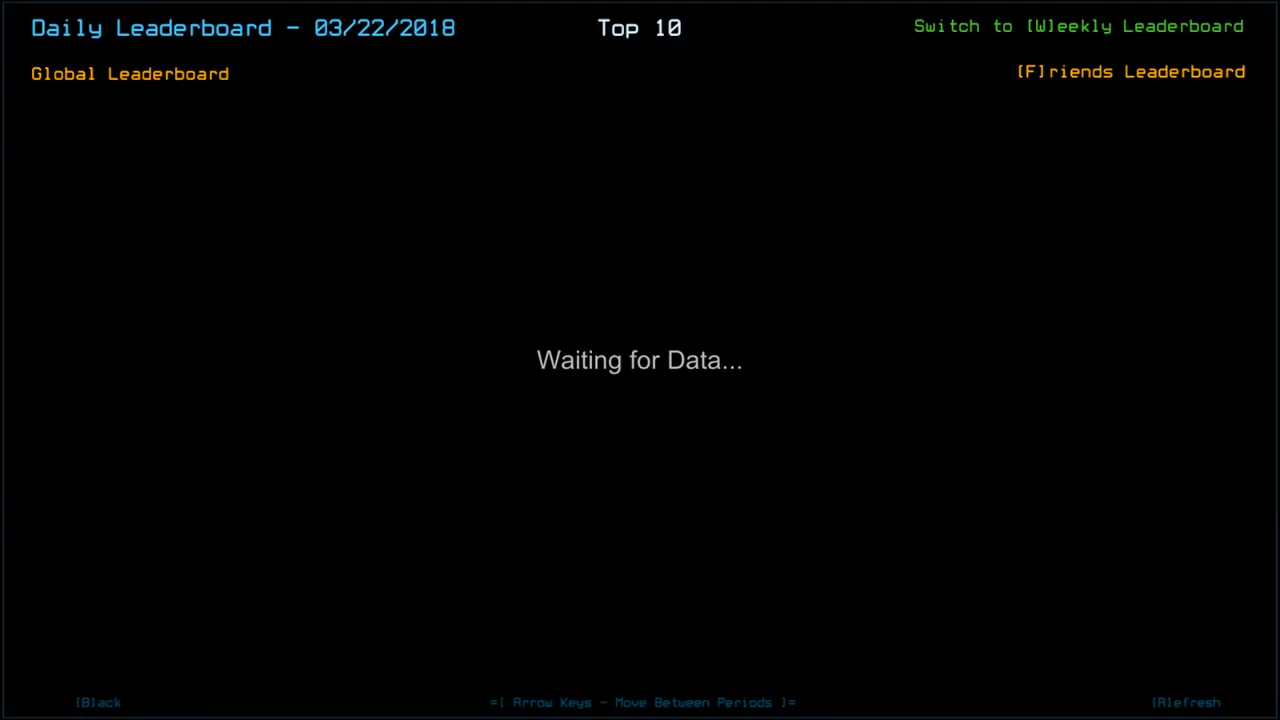 Daily Leaderboard - 03/22/2018
Top 10
Switch to [W]eekly Leaderboard
Global Leaderboard
[F]riends Leaderboard
Waiting for Data...
[B]ack
=[ Arrow Keys - Move Between Periods ]=
[R]efresh